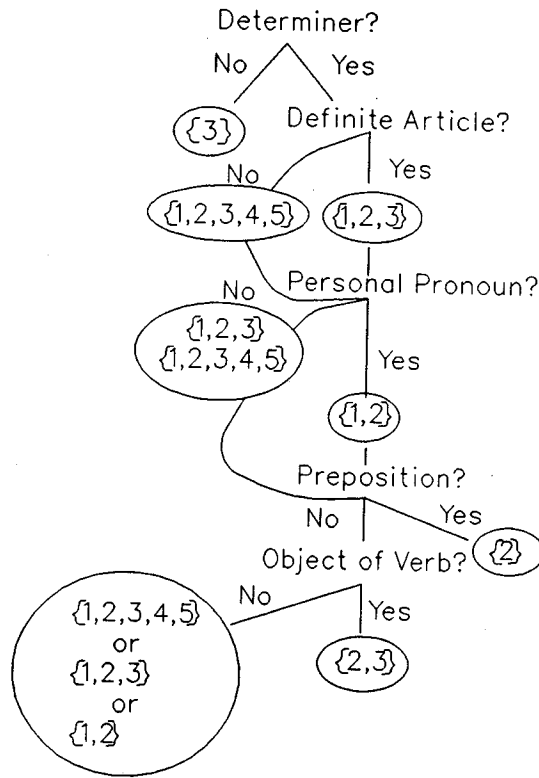 Determiner?
No Yes
{3} Definite Article?
No Yes
{1,2,3,4,5} {1,2,3}
Personal Pronoun?
No
{1,2,3}
{1,2,3,4,5} Yes
{1,2}
Preposition?
No Yes
Object of Verb? {2}
No Yes
{1,2,3,4,5}
or
{1,2,3} {2,3}
or
{1,2}